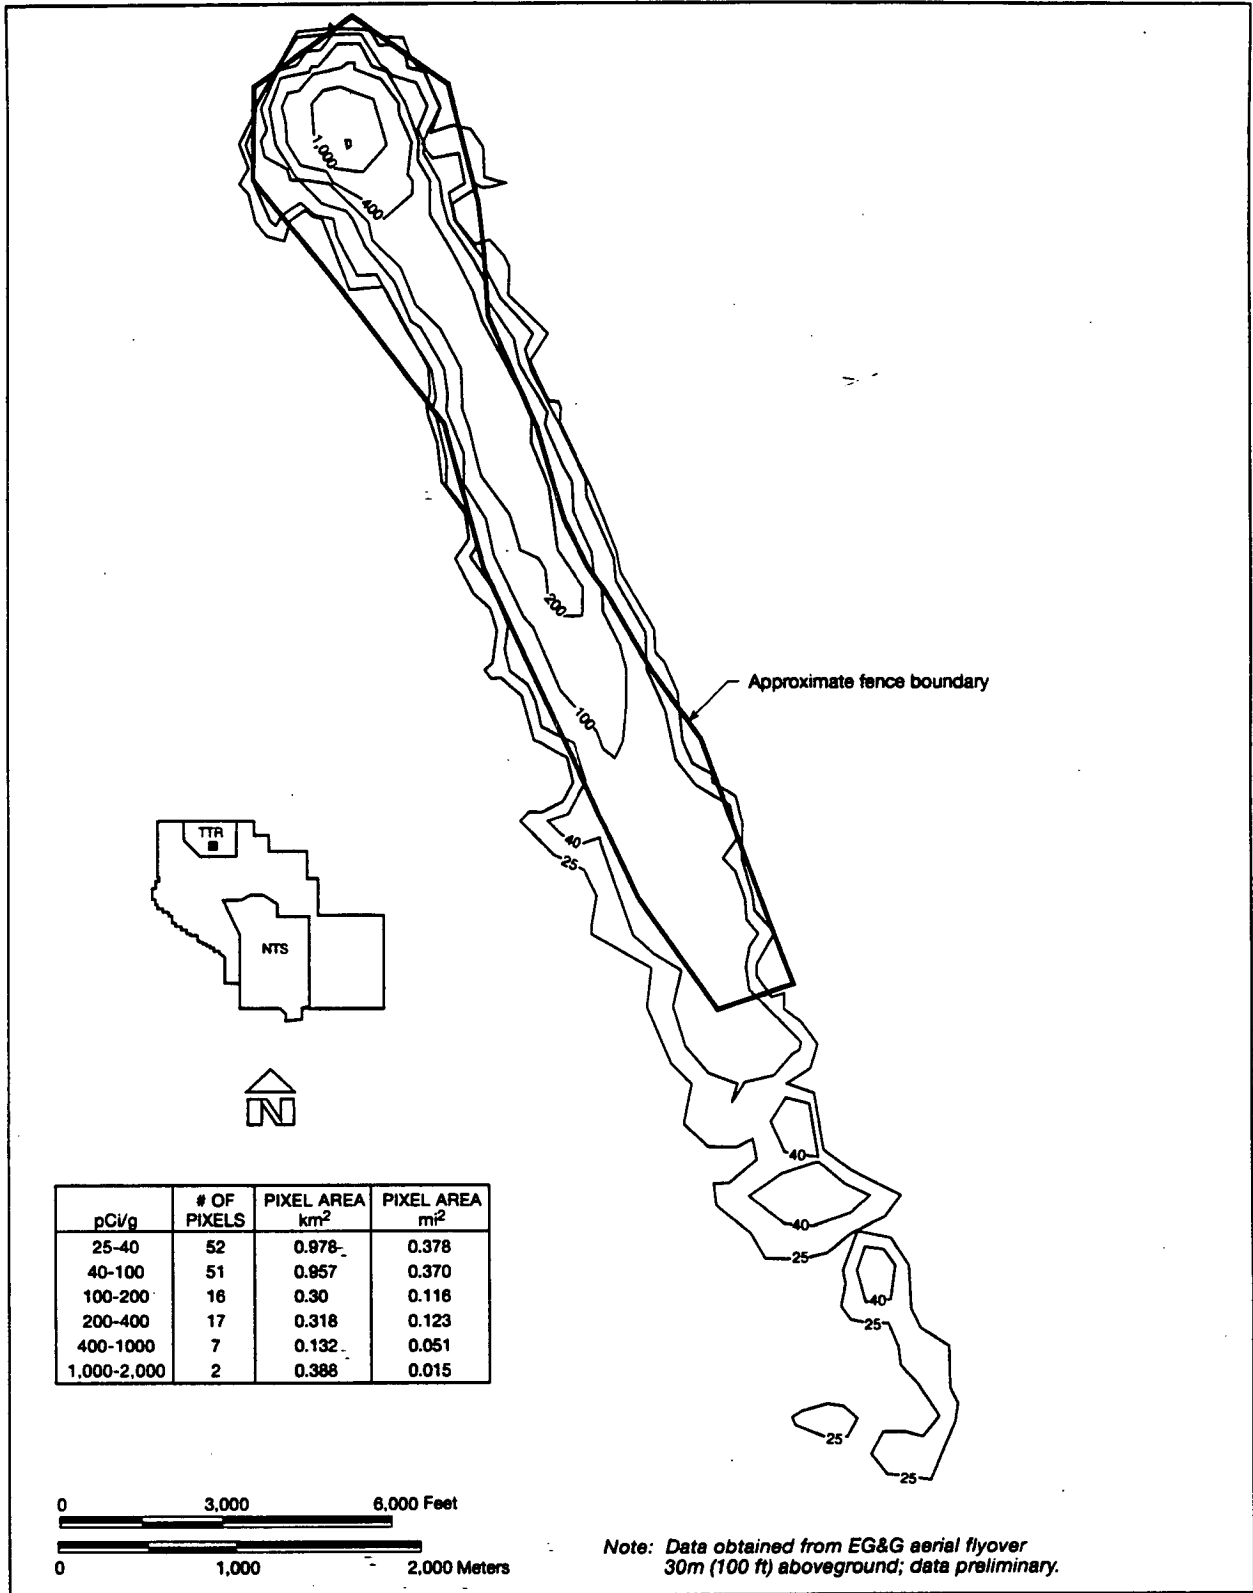 1,000
400
200
Approximate fence boundary
100
TTR
40
25
NTS
N
40
40
25
40
25
25
25
pCi/g # OF PIXELS PIXEL AREA km² PIXEL AREA mi²
25-40 52 0.978 0.378
40-100 51 0.957 0.370
100-200 16 0.30 0.116
200-400 17 0.318 0.123
400-1000 7 0.132 0.051
1,000-2,000 2 0.388 0.015
0 3,000 6,000 Feet
0 1,000 2,000 Meters
Note: Data obtained from EG&G aerial flyover
30m (100 ft) aboveground; data preliminary.